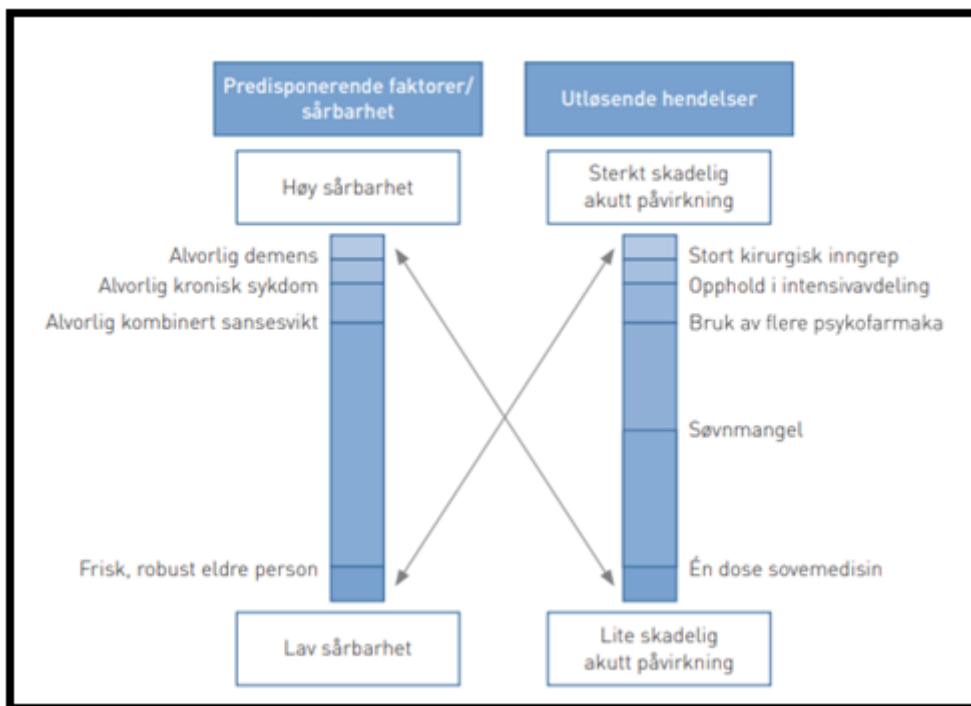 Predisponerende faktorer/
sårbarhet
Utløsende hendelser
Høy sårbarhet
Sterkt skadelig
akutt påvirkning
Alvorlig demens
Alvorlig kronisk sykdom
Alvorlig kombinert sansesvikt
Frisk, robust eldre person
Stort kirurgisk inngrep
Opphold i intensivavdeling
Bruk av flere psykofarmaka
Søvnmangel
Én dose sovemedisin
Lav sårbarhet
Lite skadelig
akutt påvirkning